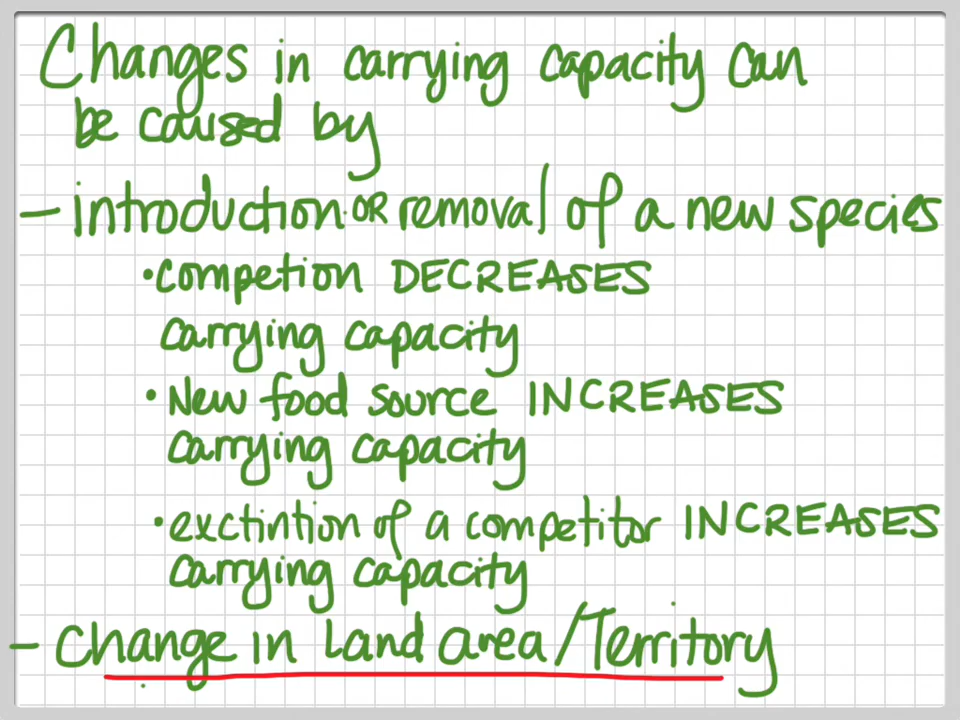 Changes in carrying capacity can
be caused by
- introduction OR removal of a new species
• competion DECREASES
carrying capacity
• New food source INCREASES
carrying capacity
• exctintion of a competitor INCREASES
carrying capacity
- Change in Land area/Territory